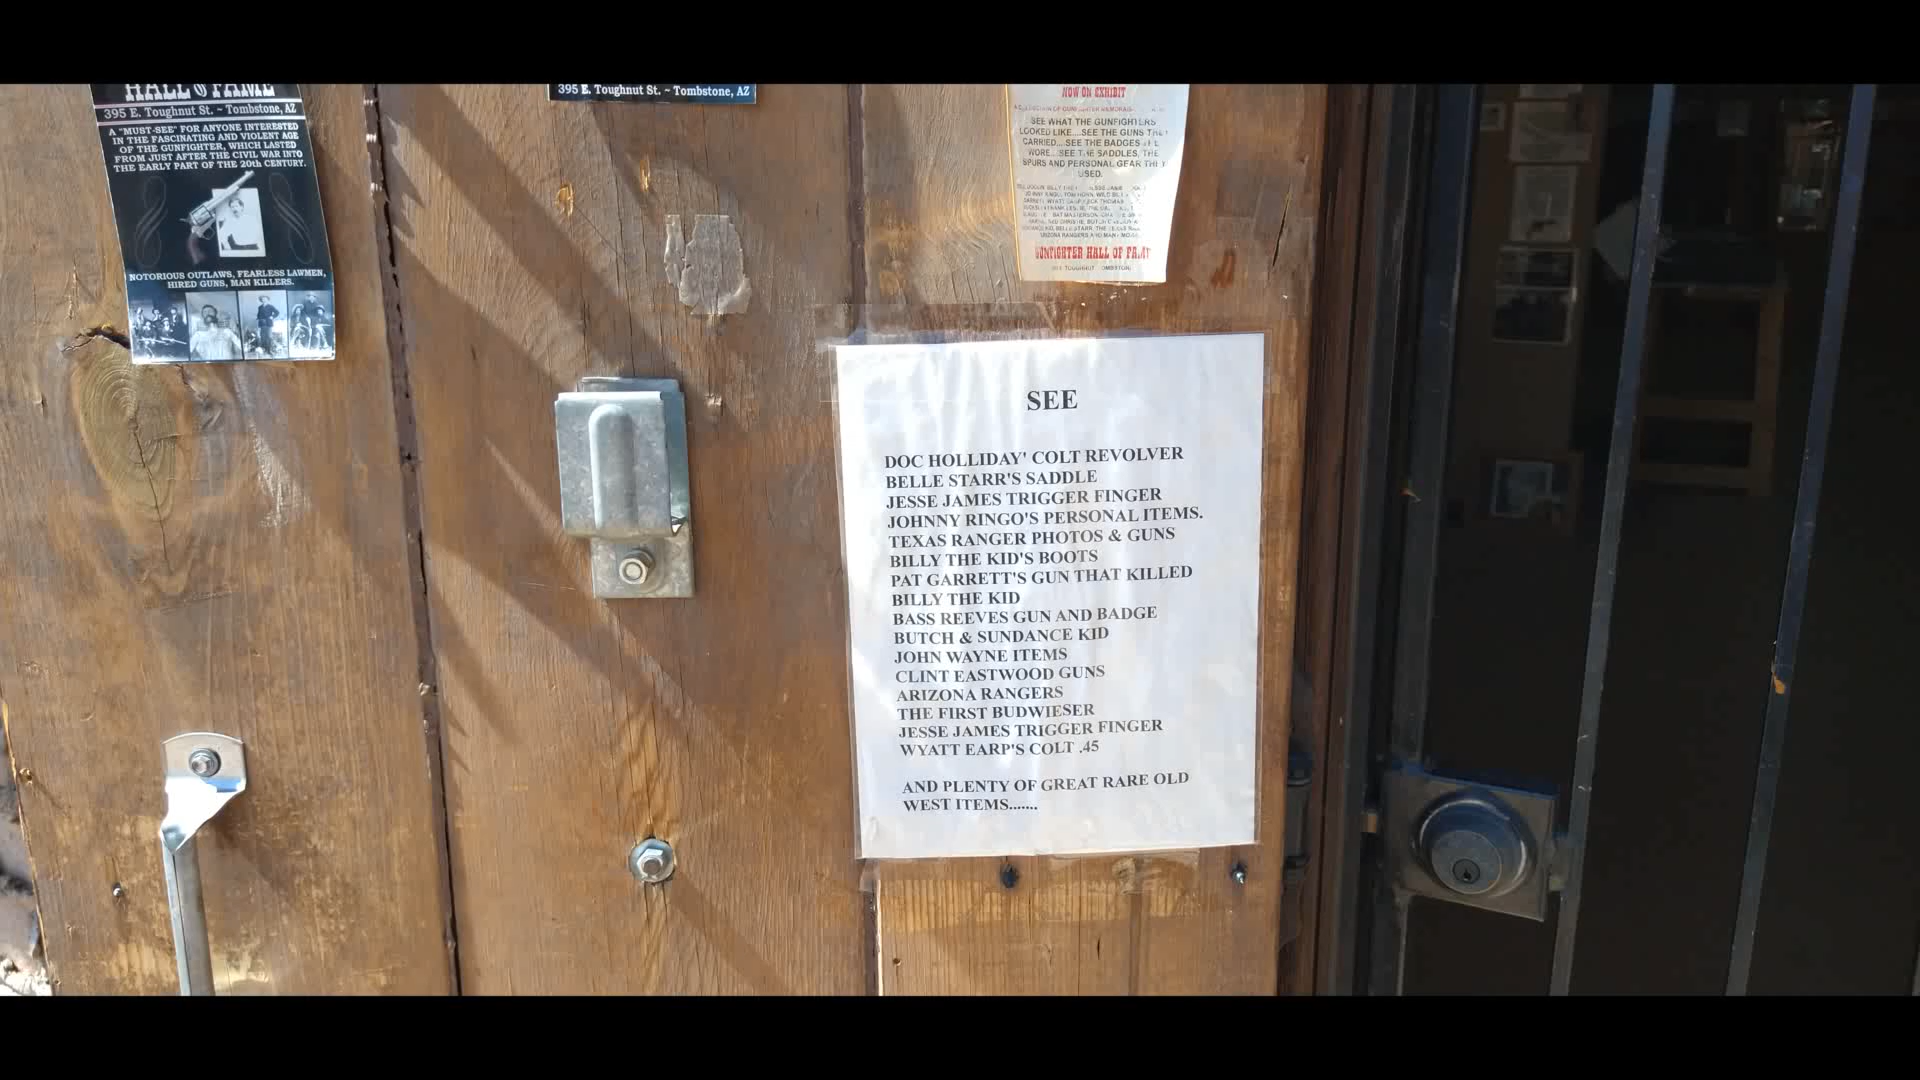 HALL of FAME
395 E. Toughnut St. ~ Tombstone, AZ
A "MUST-SEE" FOR ANYONE INTERESTED
IN THE FASCINATING AND VIOLENT AGE
OF THE GUNFIGHTER, WHICH LASTED
FROM JUST AFTER THE CIVIL WAR INTO
THE EARLY PART OF THE 20th CENTURY.
NOTORIOUS OUTLAWS, FEARLESS LAWMEN,
HIRED GUNS, MAN KILLERS.
395 E. Toughnut St. ~ Tombstone, AZ
NOW ON EXHIBIT
SEE WHAT THE GUNFIGHTERS
LOOKED LIKE....SEE THE GUNS THEY
CARRIED....SEE THE BADGES
WORE....SEE THE SADDLES, THE
SPURS AND PERSONAL GEAR THEY
USED.
ARIZONA RANGERS AND MANY
GUNFIGHTER HALL OF FAME
SEE
DOC HOLLIDAY' COLT REVOLVER
BELLE STARR'S SADDLE
JESSE JAMES TRIGGER FINGER
JOHNNY RINGO'S PERSONAL ITEMS.
TEXAS RANGER PHOTOS & GUNS
BILLY THE KID'S BOOTS
PAT GARRETT'S GUN THAT KILLED
BILLY THE KID
BASS REEVES GUN AND BADGE
BUTCH & SUNDANCE KID
JOHN WAYNE ITEMS
CLINT EASTWOOD GUNS
ARIZONA RANGERS
THE FIRST BUDWIESER
JESSE JAMES TRIGGER FINGER
WYATT EARP'S COLT .45
AND PLENTY OF GREAT RARE OLD
WEST ITEMS.......